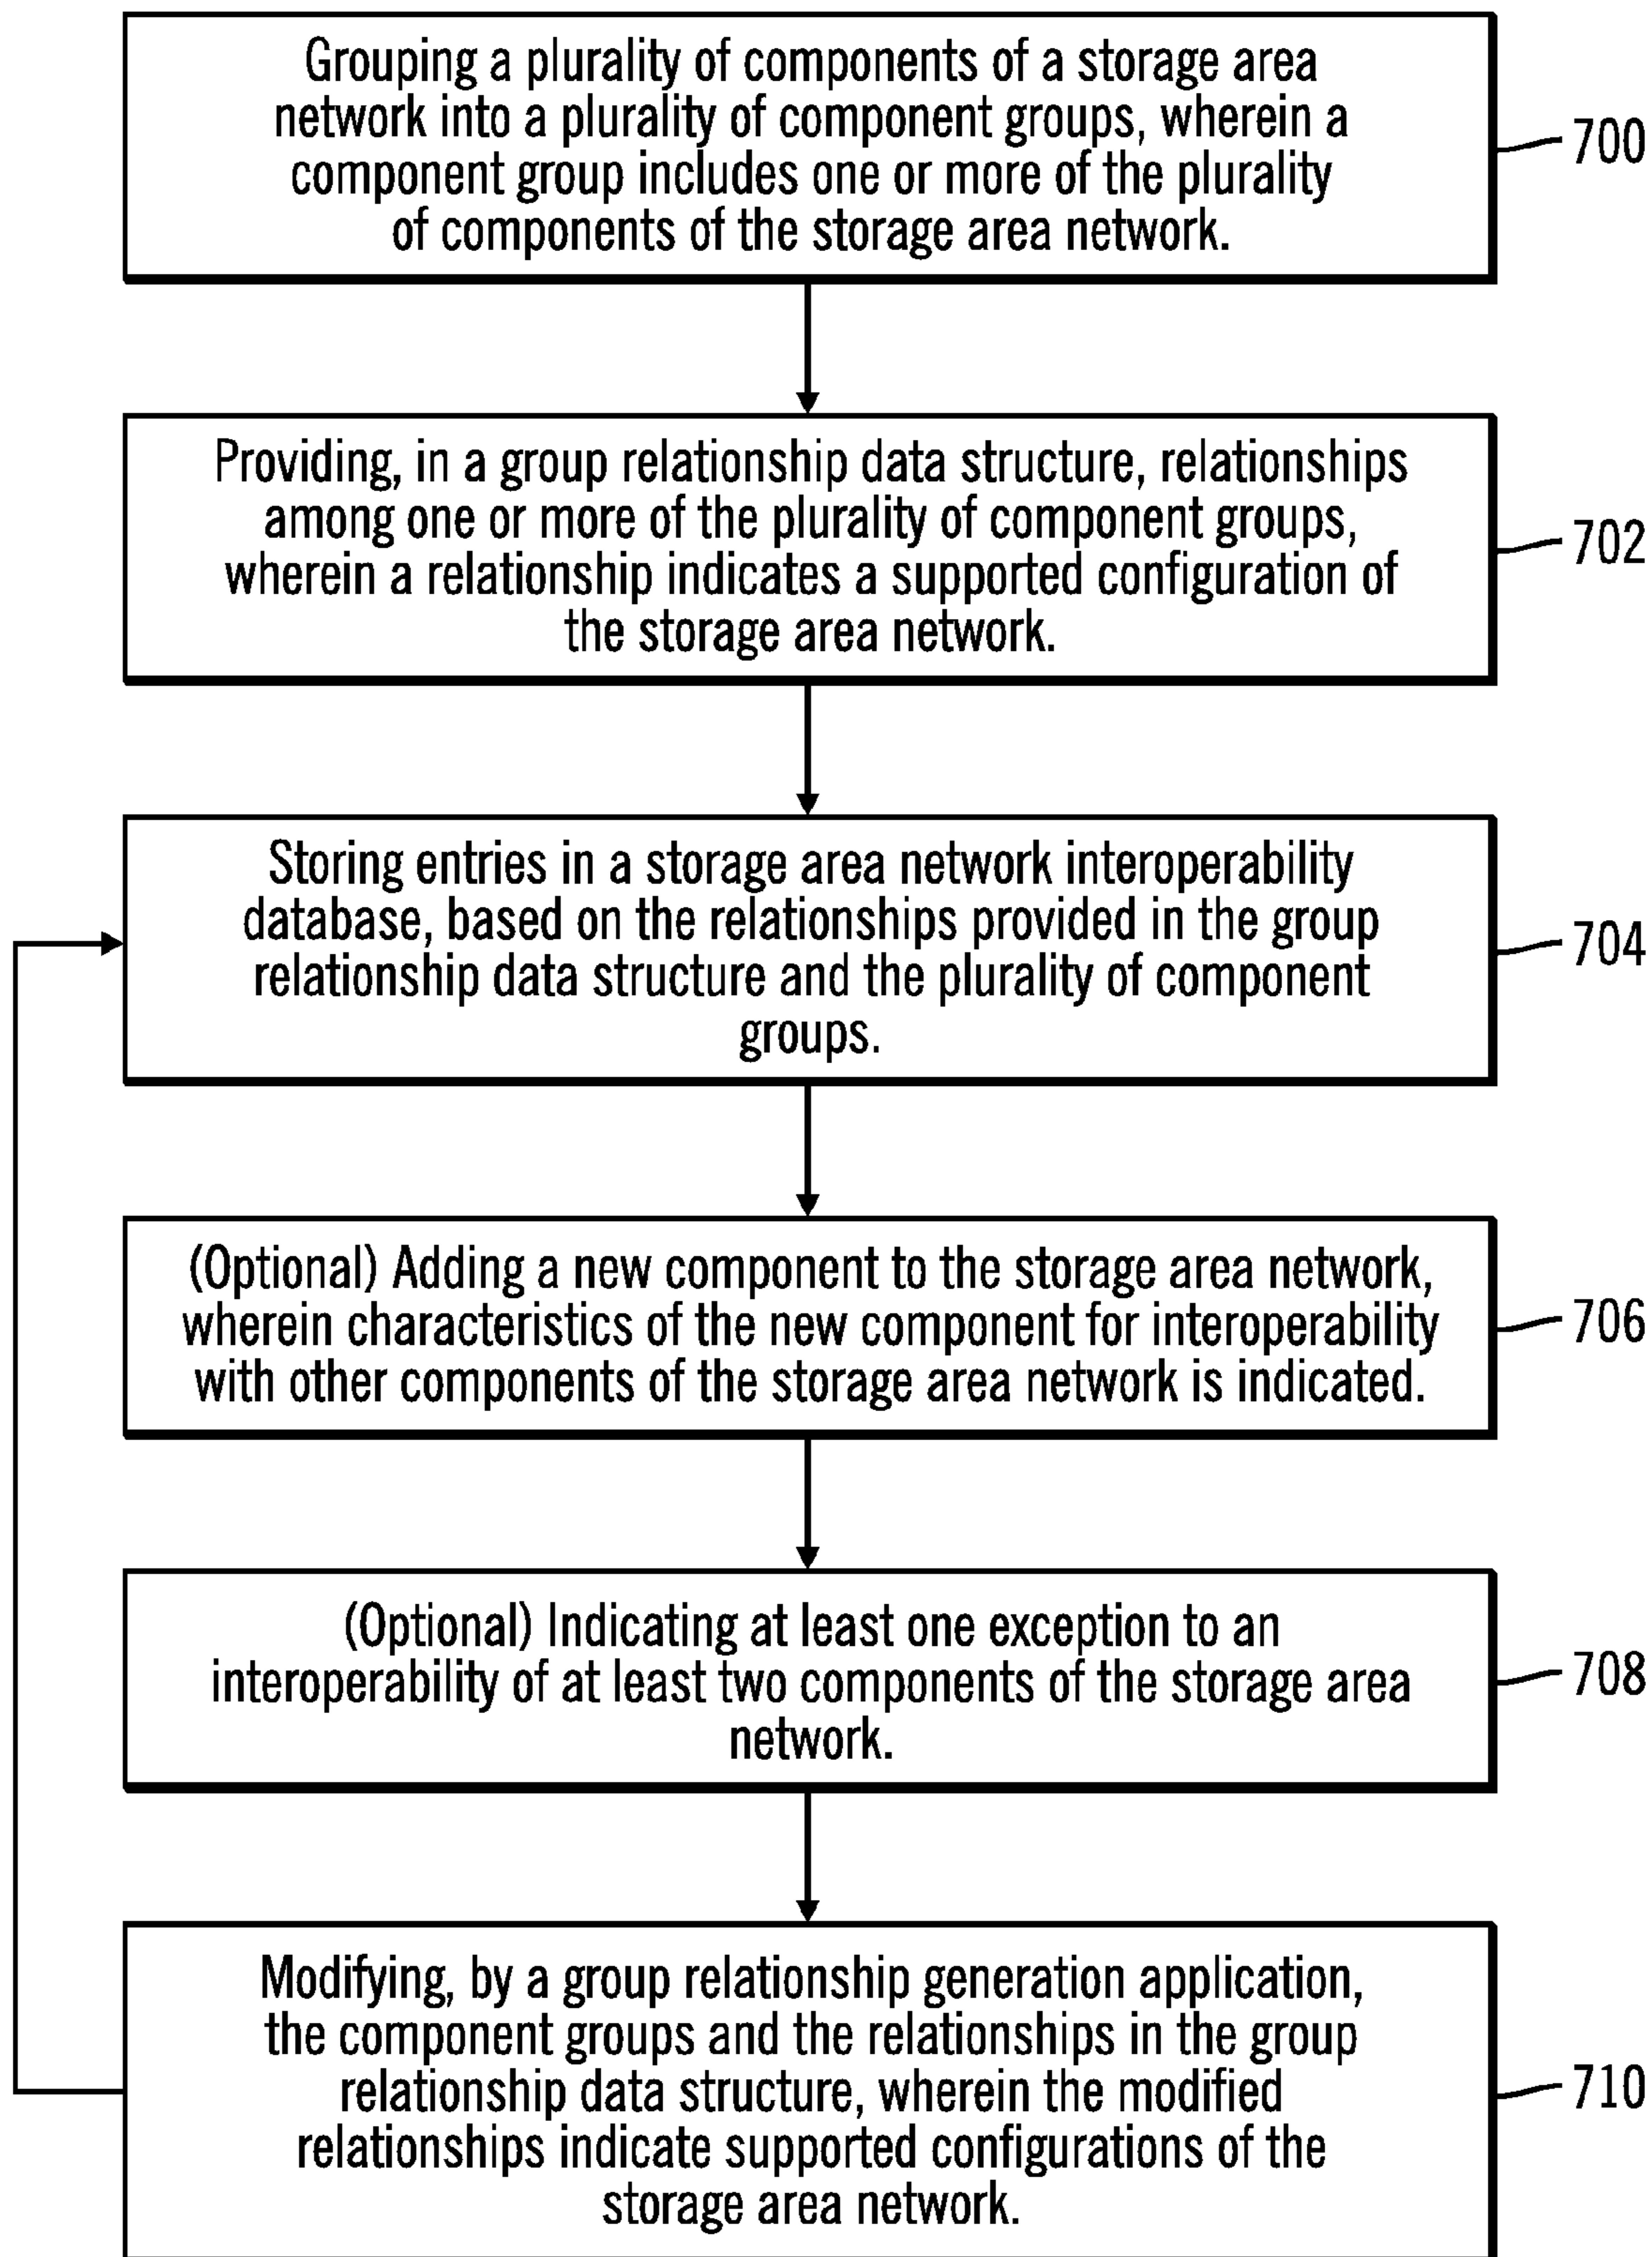 Grouping a plurality of components of a storage area
network into a plurality of component groups, wherein a
component group includes one or more of the plurality
of components of the storage area network.
700
Providing, in a group relationship data structure, relationships
among one or more of the plurality of component groups,
wherein a relationship indicates a supported configuration of
the storage area network.
702
Storing entries in a storage area network interoperability
database, based on the relationships provided in the group
relationship data structure and the plurality of component
groups.
704
(Optional) Adding a new component to the storage area network,
wherein characteristics of the new component for interoperability
with other components of the storage area network is indicated.
706
(Optional) Indicating at least one exception to an
interoperability of at least two components of the storage area
network.
708
Modifying, by a group relationship generation application,
the component groups and the relationships in the group
relationship data structure, wherein the modified
relationships indicate supported configurations of the
storage area network.
710